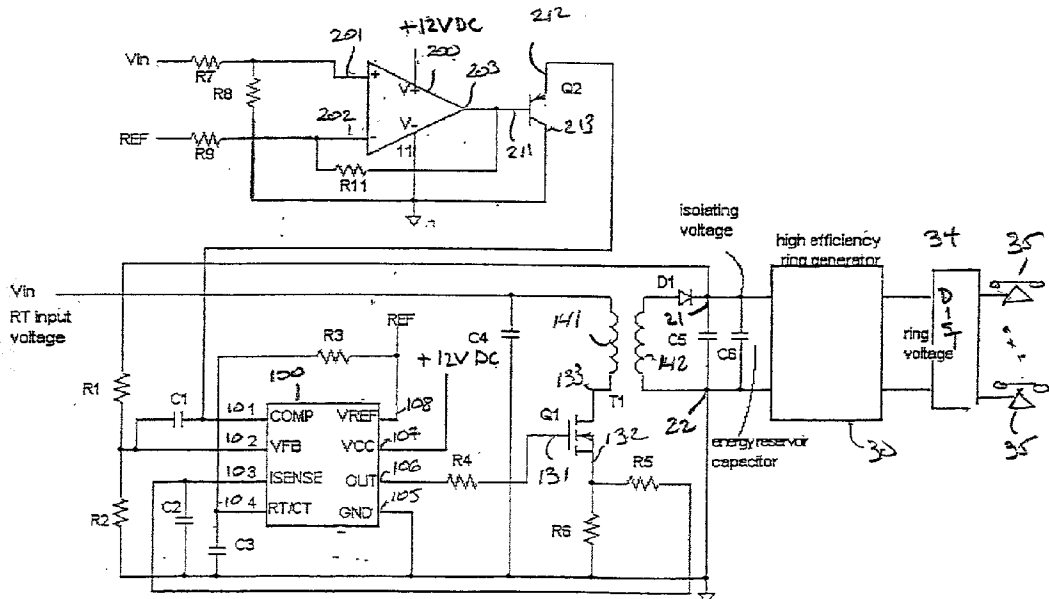 +12VDC
212
201
200
203
Vin
R7
+
V+
Q2
R8
202
-
V-
REF
R9
11
211
213
R11
isolating
voltage
high efficiency
ring generator
34
35
Vin
D1
RT input
voltage
REF
141
21
DIST
R3
C4
C5
C6
ring
voltage
+12VDC
142
R1
100
133
T1
C1
101
COMP
VREF
108
Q1
22
102
VFB
VCC
107
132
energy reservoir
capacitor
30
35
103
ISENSE
OUT
106
R4
131
R5
104
RT/CT
GND
105
R2
C2
R6
C3